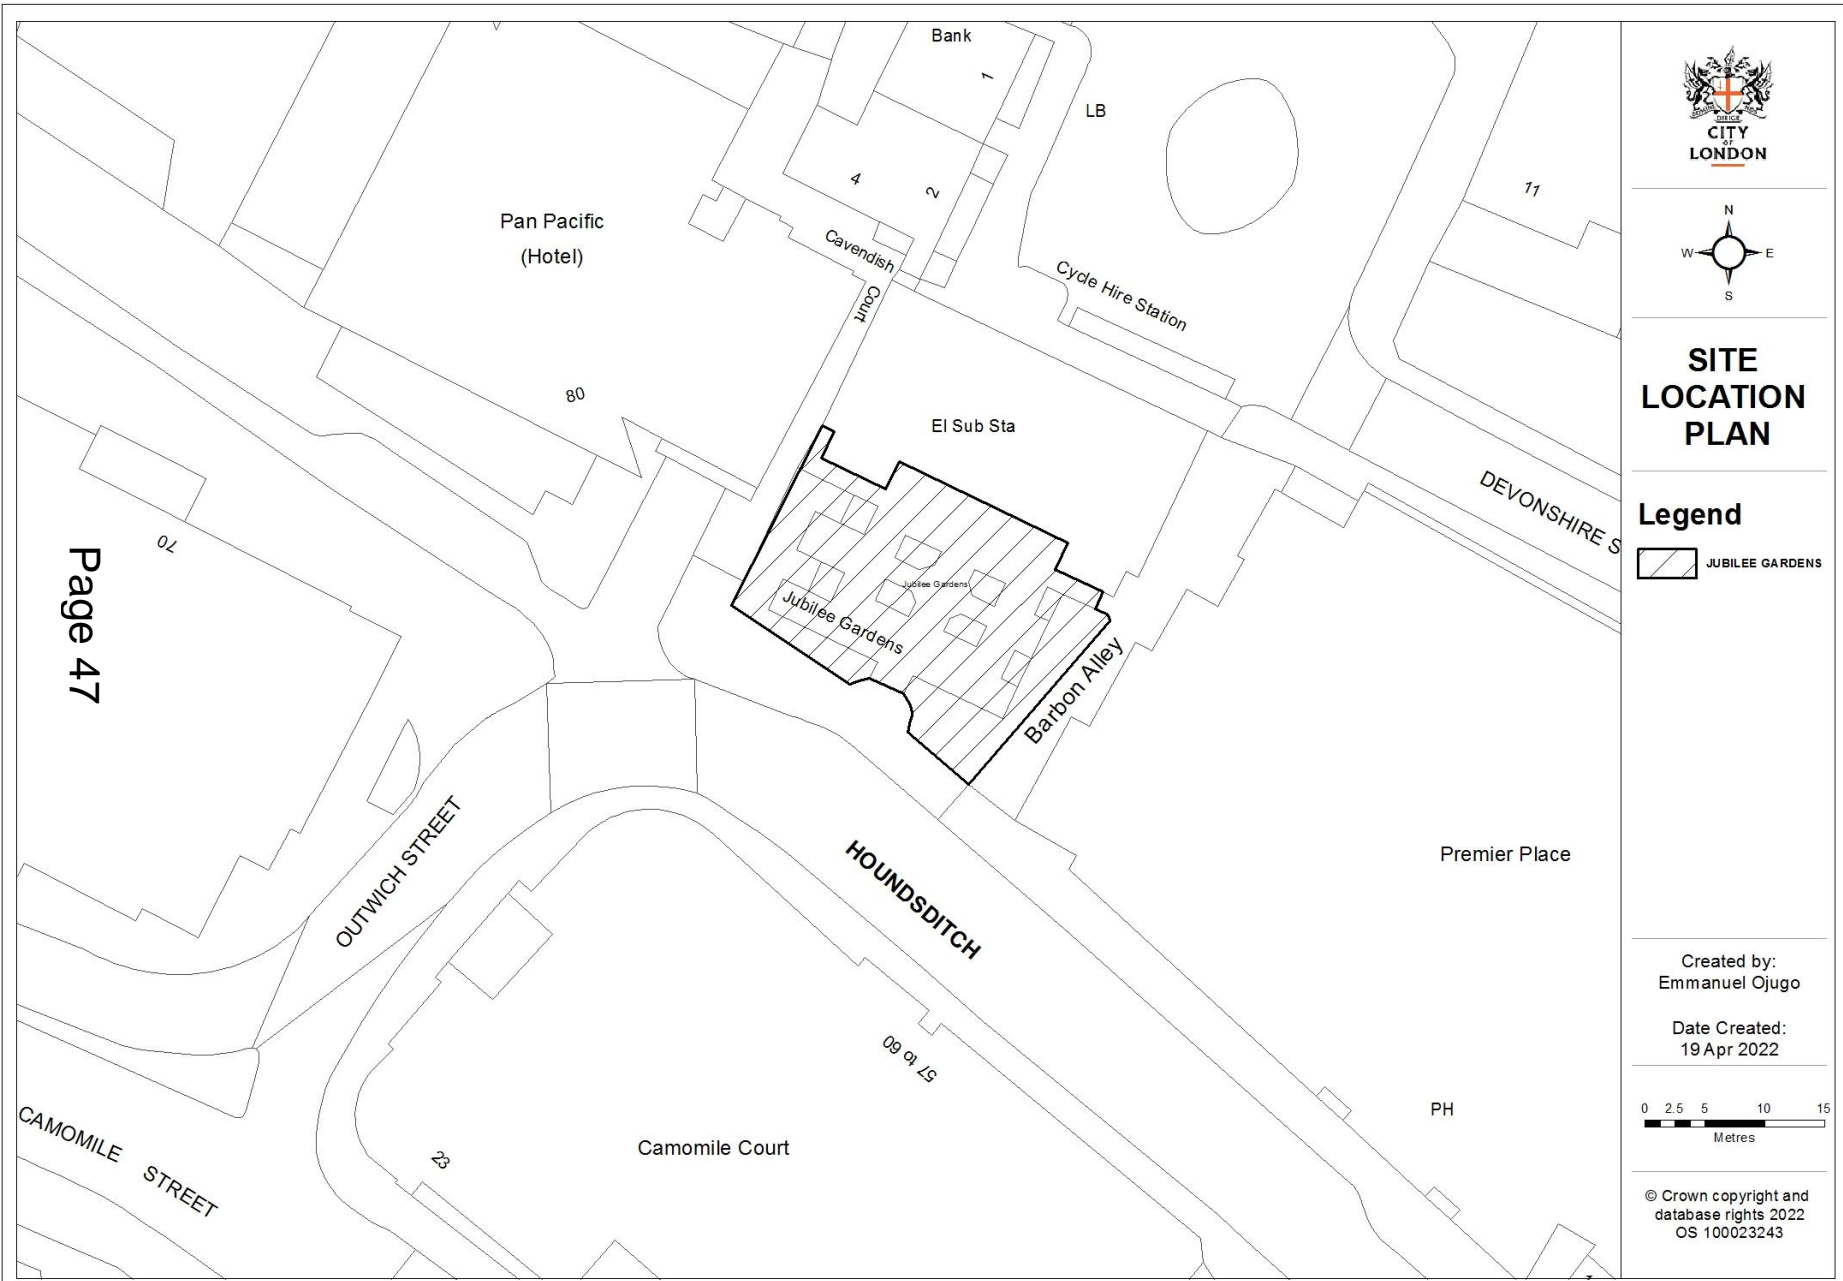 Bank
1
LB
4
2
11
Pan Pacific
(Hotel)
Cavendish
Court
Cycle Hire Station
80
El Sub Sta
DEVONSHIRE S
70
Jubilee Gardens
Jubilee Gardens
Barbon Alley
Page 47
OUTWICH STREET
HOUNDSDITCH
Premier Place
57 to 60
PH
CAMOMILE STREET
23
Camomile Court
DOMINE DIRIGE NOS
CITY
OF
LONDON
N
W E
S
SITE
LOCATION
PLAN
Legend
JUBILEE GARDENS
Created by:
Emmanuel Ojugo
Date Created:
19 Apr 2022
0 2.5 5 10 15
Metres
© Crown copyright and
database rights 2022
OS 100023243